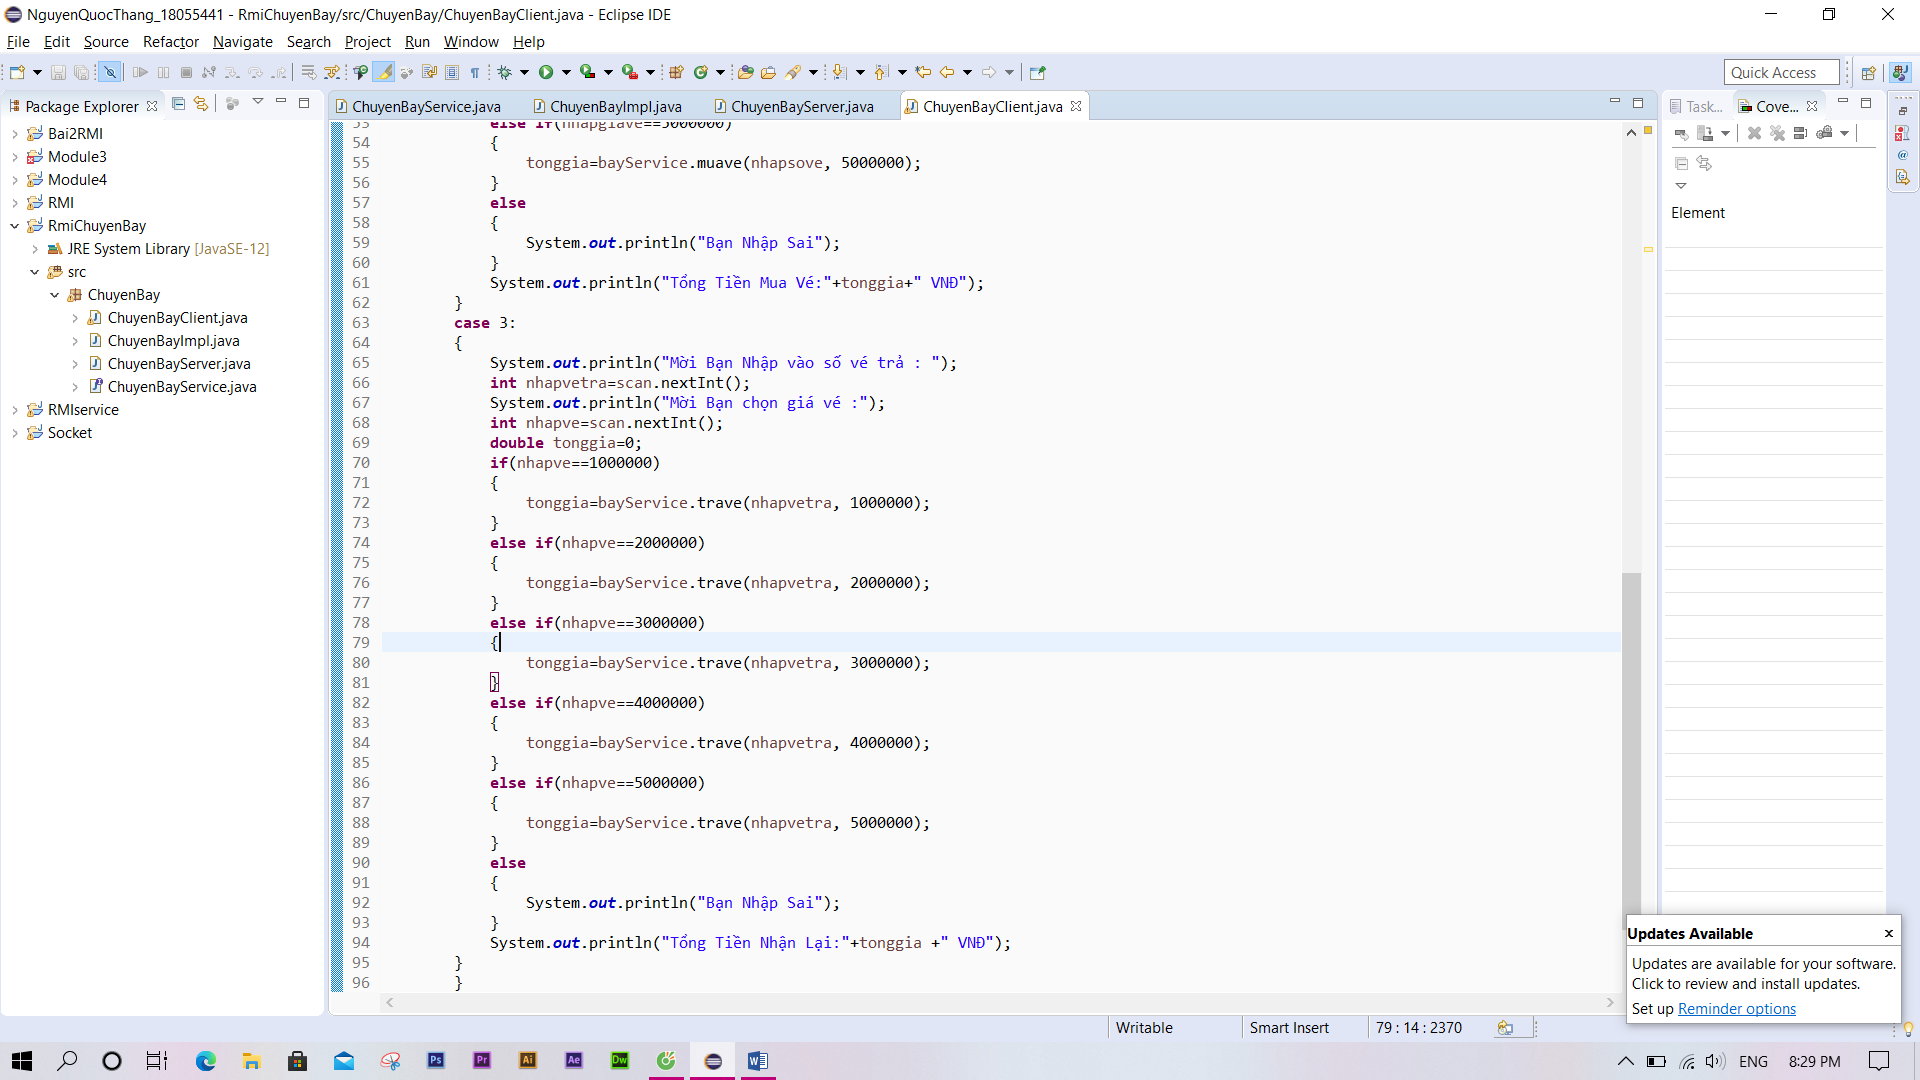 NguyenQuocThang_18055441 - RmiChuyenBay/src/ChuyenBay/ChuyenBayClient.java - Eclipse IDE
File Edit Source Refactor Navigate Search Project Run Window Help
Quick Access
Package Explorer
ChuyenBayService.java ChuyenBayImpl.java ChuyenBayServer.java ChuyenBayClient.java
Task... Cove...
Bai2RMI
Module3
Module4
RMI
RmiChuyenBay
JRE System Library [JavaSE-12]
src
ChuyenBay
ChuyenBayClient.java
ChuyenBayImpl.java
ChuyenBayServer.java
ChuyenBayService.java
RMIservice
Socket
53 else if(nhapgiave==5000000)
54 {
55 tonggia=bayService.muave(nhapsove, 5000000);
56 }
57 else
58 {
59 System.out.println("Bạn Nhập Sai");
60 }
61 System.out.println("Tổng Tiền Mua Vé:"+tonggia+" VNĐ");
62 }
63 case 3:
64 {
65 System.out.println("Mời Bạn Nhập vào số vé trả : ");
66 int nhapvetra=scan.nextInt();
67 System.out.println("Mời Bạn chọn giá vé :");
68 int nhapve=scan.nextInt();
69 double tonggia=0;
70 if(nhapve==1000000)
71 {
72 tonggia=bayService.trave(nhapvetra, 1000000);
73 }
74 else if(nhapve==2000000)
75 {
76 tonggia=bayService.trave(nhapvetra, 2000000);
77 }
78 else if(nhapve==3000000)
79 {
80 tonggia=bayService.trave(nhapvetra, 3000000);
81 }
82 else if(nhapve==4000000)
83 {
84 tonggia=bayService.trave(nhapvetra, 4000000);
85 }
86 else if(nhapve==5000000)
87 {
88 tonggia=bayService.trave(nhapvetra, 5000000);
89 }
90 else
91 {
92 System.out.println("Bạn Nhập Sai");
93 }
94 System.out.println("Tổng Tiền Nhận Lại:"+tonggia +" VNĐ");
95 }
96 }
Element
Updates Available
Updates are available for your software.
Click to review and install updates.
Set up Reminder options
Writable Smart Insert 79 : 14 : 2370
Ps Pr Ai Ae Dw
ENG 8:29 PM